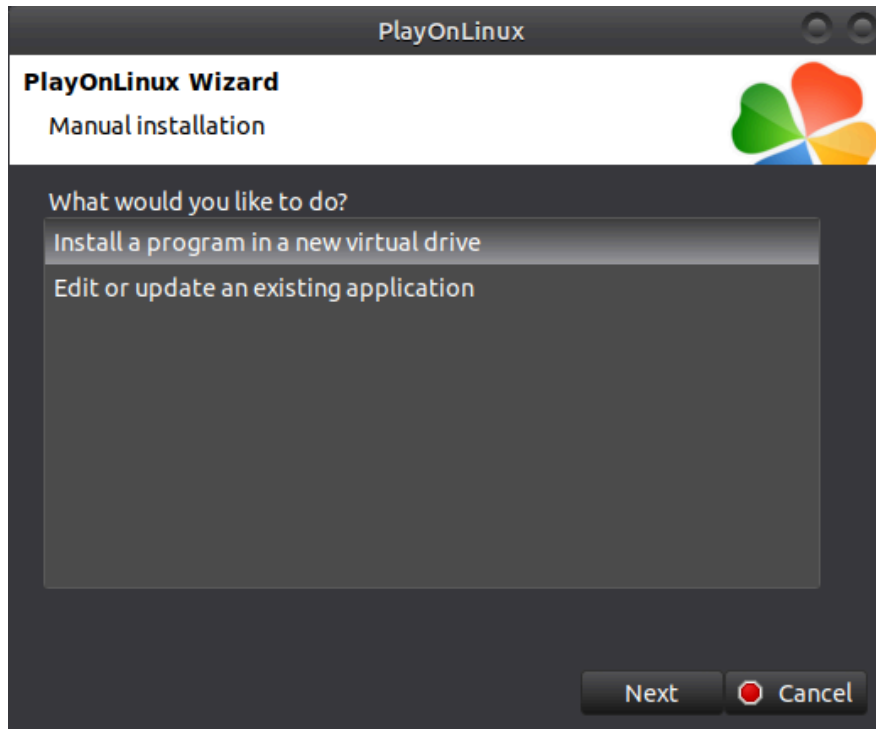 PlayOnLinux
PlayOnLinux Wizard
Manual installation
What would you like to do?
Install a program in a new virtual drive
Edit or update an existing application
Next Cancel